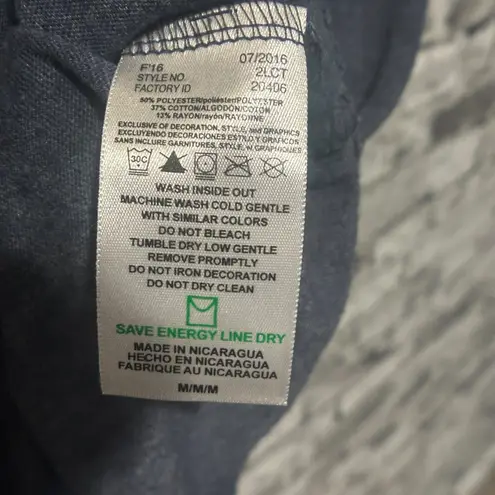 F'16 07/2016
STYLE NO. 2LCT
FACTORY ID 20406
50% POLYESTER/poliéster/POLYESTER
37% COTTON/ALGODÓN/COTON
13% RAYON/rayón/RAYONNE
EXCLUSIVE OF DECORATION, STYLE, and GRAPHICS
EXCLUYENDO DECORACIONES ESTILO Y GRAFICOS
SANS INCLURE GARNITURES, STYLE, et GRAPHIQUES
30C
WASH INSIDE OUT
MACHINE WASH COLD GENTLE
WITH SIMILAR COLORS
DO NOT BLEACH
TUMBLE DRY LOW GENTLE
REMOVE PROMPTLY
DO NOT IRON DECORATION
DO NOT DRY CLEAN
SAVE ENERGY LINE DRY
MADE IN NICARAGUA
HECHO EN NICARAGUA
FABRIQUE AU NICARAGUA
M/M/M